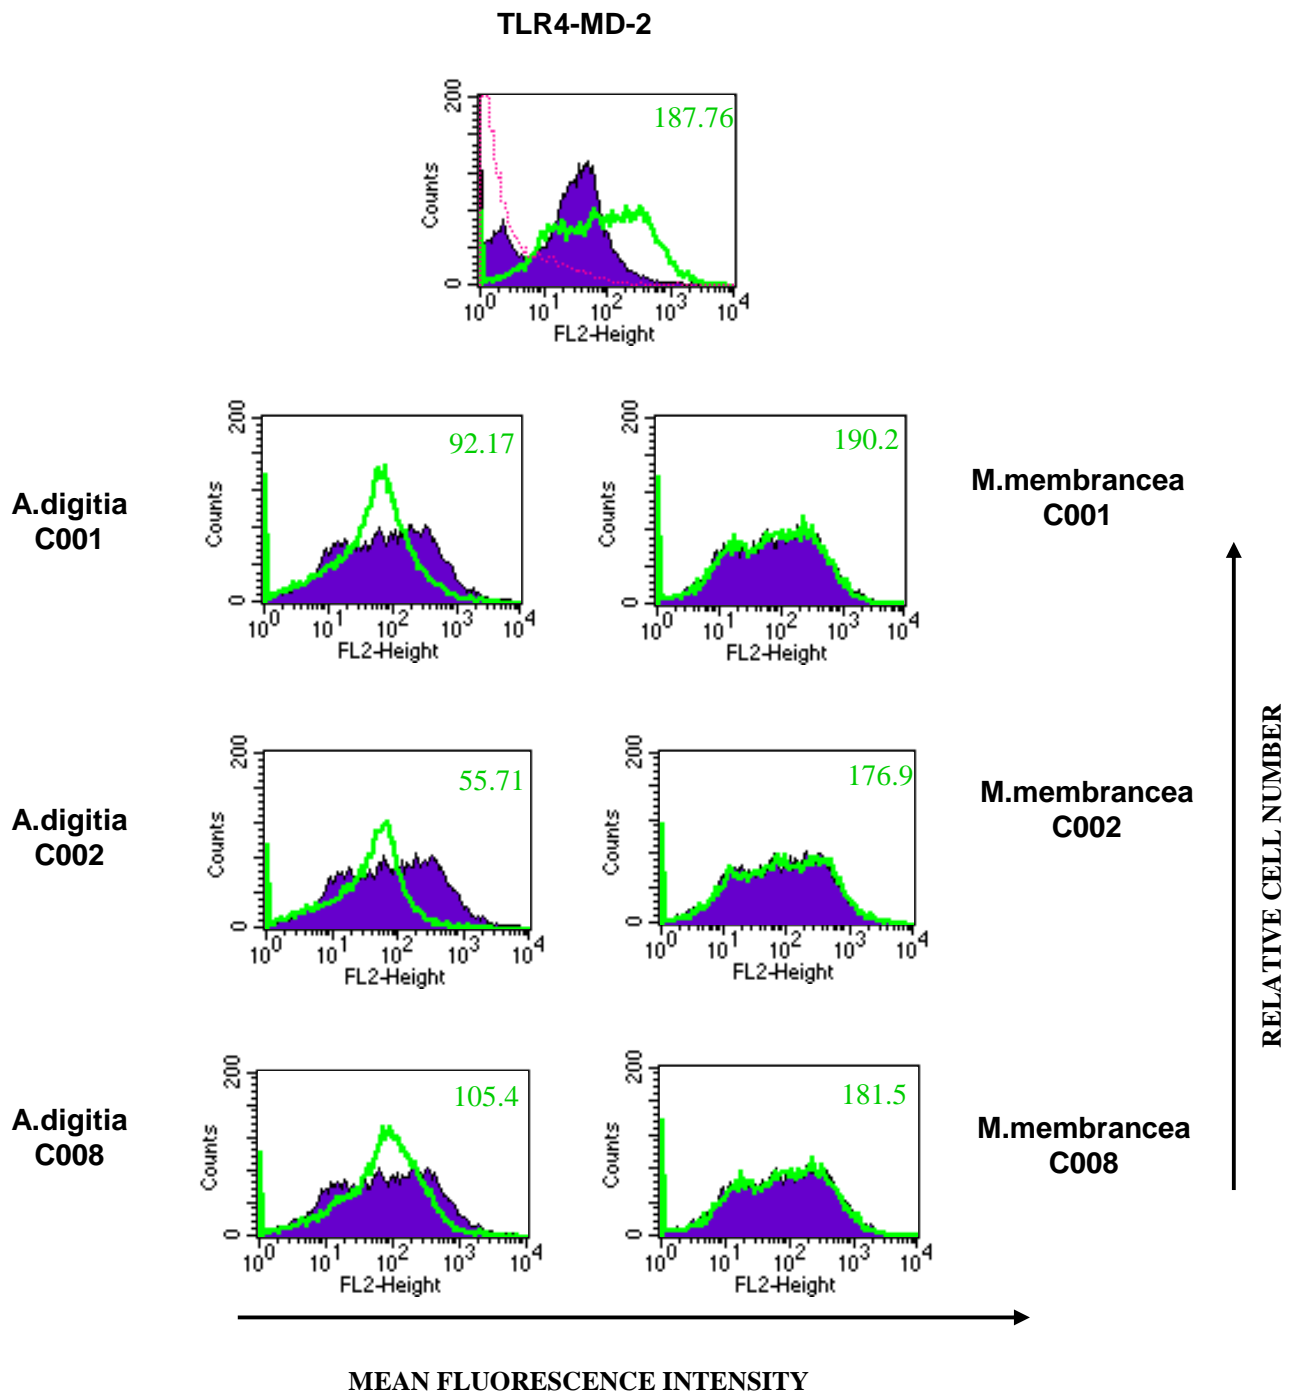 TLR4-MD-2
200
187.76
Counts
0
10^0 10^1 10^2 10^3 10^4
FL2-Height
A.digitia
C001
200
92.17
Counts
0
10^0 10^1 10^2 10^3 10^4
FL2-Height
200
190.2
Counts
0
10^0 10^1 10^2 10^3 10^4
FL2-Height
M.membrancea
C001
A.digitia
C002
200
55.71
Counts
0
10^0 10^1 10^2 10^3 10^4
FL2-Height
200
176.9
Counts
0
10^0 10^1 10^2 10^3 10^4
FL2-Height
M.membrancea
C002
A.digitia
C008
200
105.4
Counts
0
10^0 10^1 10^2 10^3 10^4
FL2-Height
200
181.5
Counts
0
10^0 10^1 10^2 10^3 10^4
FL2-Height
M.membrancea
C008
RELATIVE CELL NUMBER
MEAN FLUORESCENCE INTENSITY